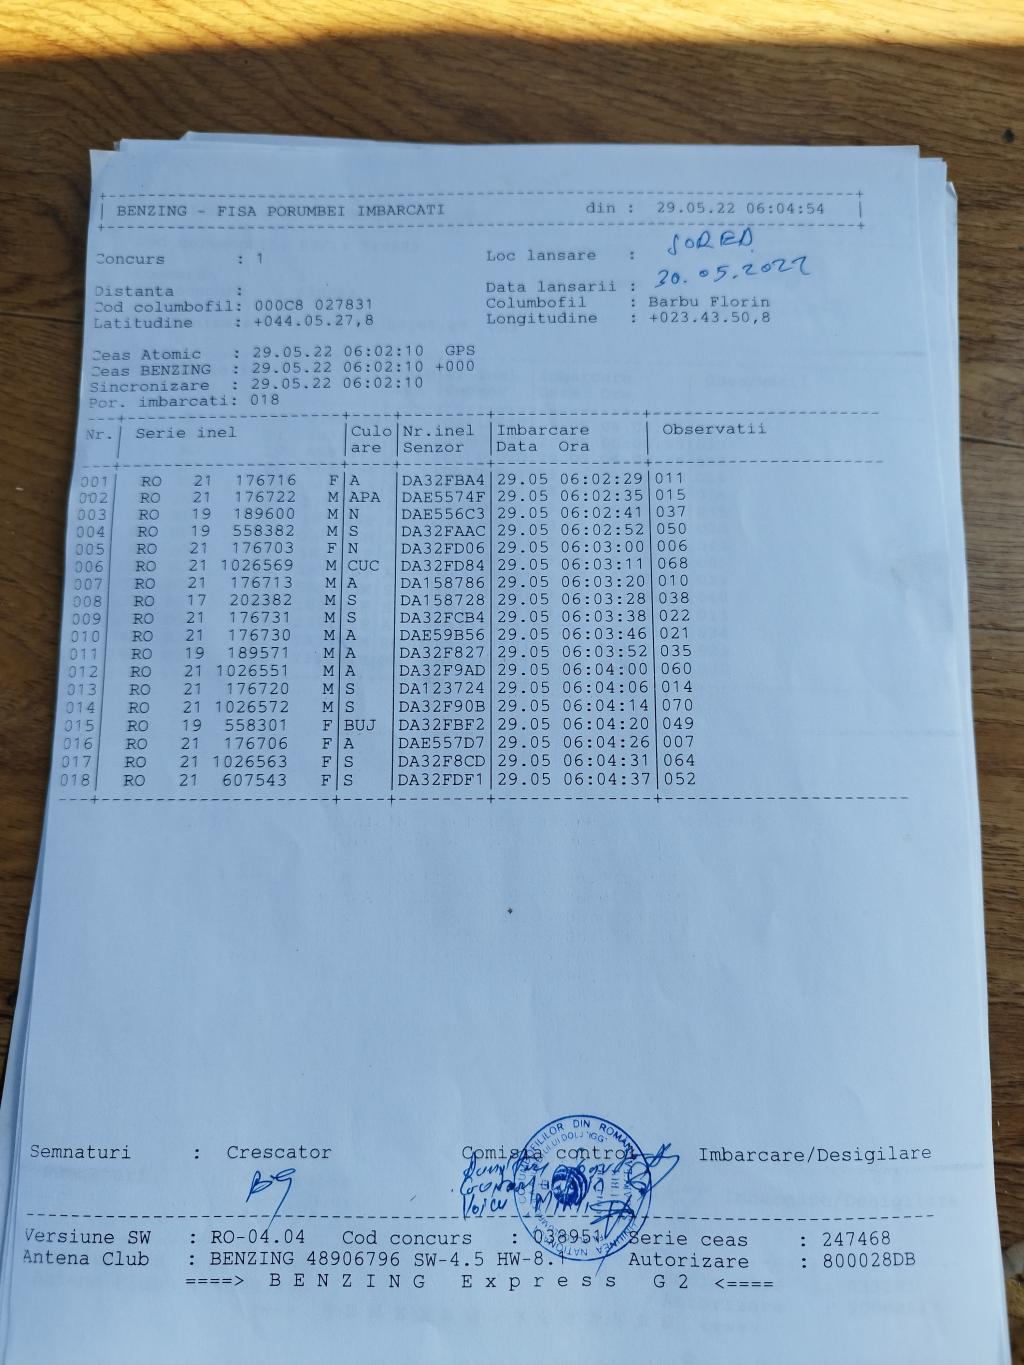 BENZING - FISA PORUMBEI IMBARCATI din : 29.05.22 06:04:54
Concurs : 1 Loc lansare :
30.05.2022
Distanta : Data lansarii :
Cod columbofil: 000C8 027831 Columbofil : Barbu Florin
Latitudine : +044.05.27,8 Longitudine : +023.43.50,8
Ceas Atomic : 29.05.22 06:02:10 GPS
Ceas BENZING : 29.05.22 06:02:10 +000
Sincronizare : 29.05.22 06:02:10
Por. imbarcati: 018
Nr. Serie inel Culo Nr.inel Imbarcare Observatii
are Senzor Data Ora
001 RO 21 176716 F A DA32FBA4 29.05 06:02:29 011
002 RO 21 176722 M APA DAE5574F 29.05 06:02:35 015
003 RO 19 189600 M N DAE556C3 29.05 06:02:41 037
004 RO 19 558382 M S DA32FAAC 29.05 06:02:52 050
005 RO 21 176703 F N DA32FD06 29.05 06:03:00 006
006 RO 21 1026569 M CUC DA32FD84 29.05 06:03:11 068
007 RO 21 176713 M A DA158786 29.05 06:03:20 010
008 RO 17 202382 M S DA158728 29.05 06:03:28 038
009 RO 21 176731 M S DA32FCB4 29.05 06:03:38 022
010 RO 21 176730 M A DAE59B56 29.05 06:03:46 021
011 RO 19 189571 M A DA32F827 29.05 06:03:52 035
012 RO 21 1026551 M A DA32F9AD 29.05 06:04:00 060
013 RO 21 176720 M S DA123724 29.05 06:04:06 014
014 RO 21 1026572 M S DA32F90B 29.05 06:04:14 070
015 RO 19 558301 F BUJ DA32FBF2 29.05 06:04:20 049
016 RO 21 176706 F A DAE557D7 29.05 06:04:26 007
017 RO 21 1026563 F S DA32F8CD 29.05 06:04:31 064
018 RO 21 607543 F S DA32FDF1 29.05 06:04:37 052
Semnaturi : Crescator Comisia control Imbarcare/Desigilare
Versiune SW : RO-04.04 Cod concurs : 038951 Serie ceas : 247468
Antena Club : BENZING 48906796 SW-4.5 HW-8. Autorizare : 800028DB
====> BENZING Express G2 <====